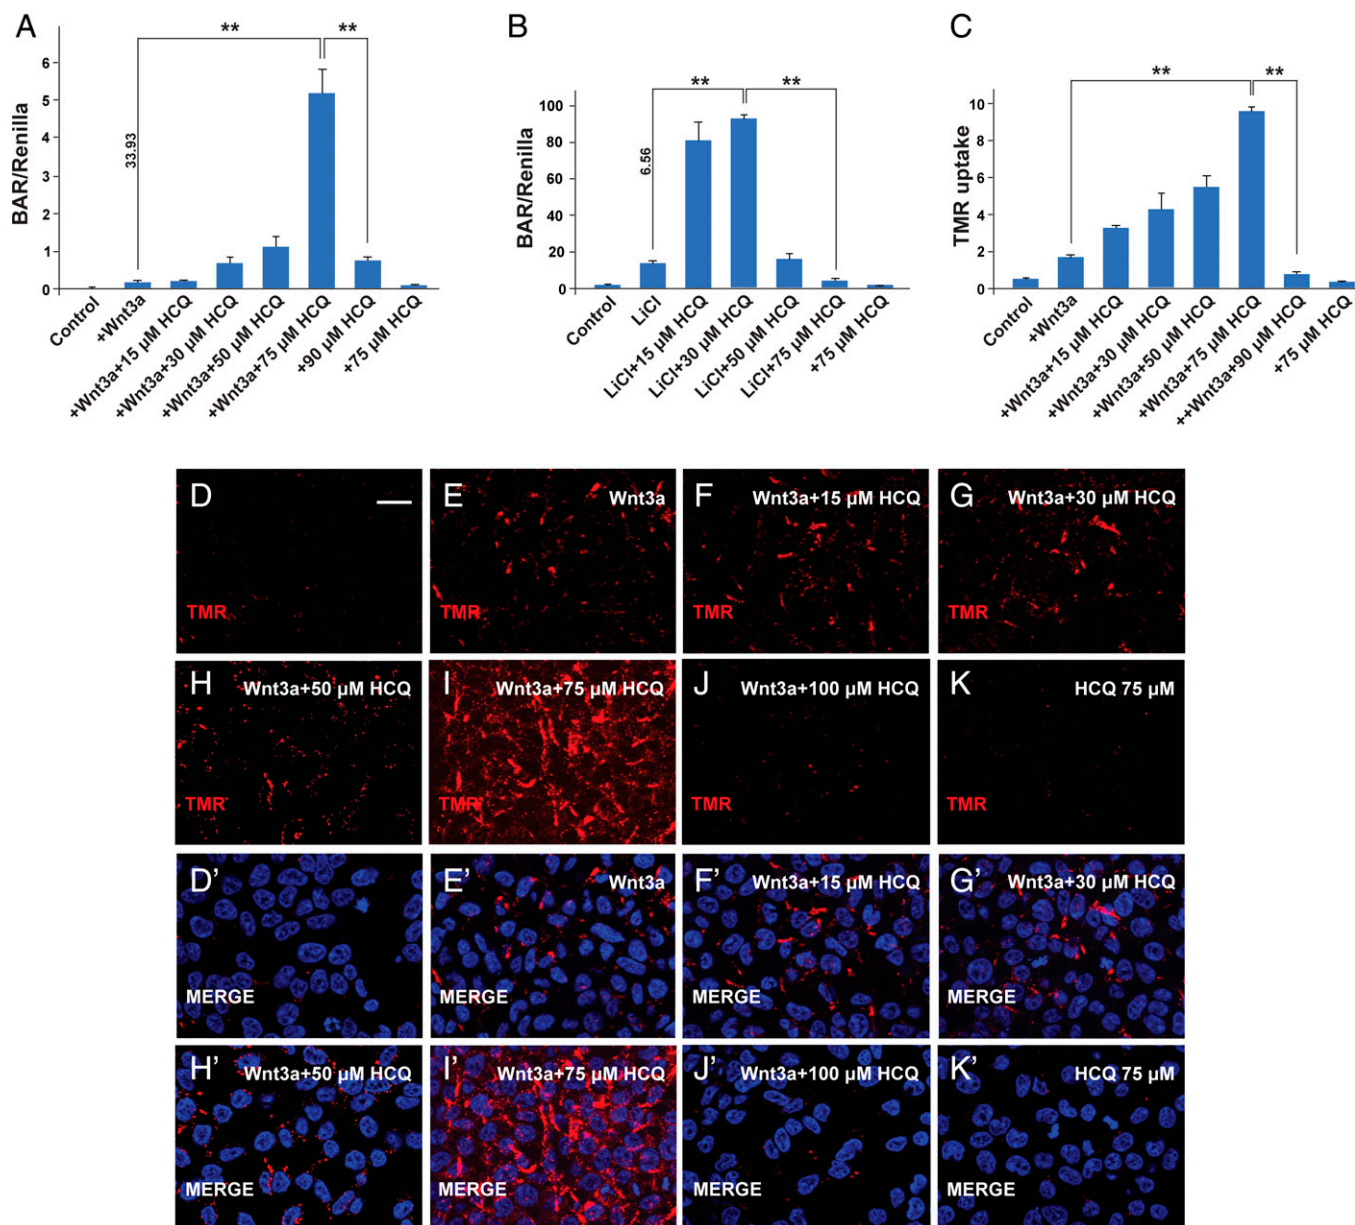 A
BAR/Renilla
6
5
4
3
2
1
0
33.93
**
**
Control
+Wnt3a
+Wnt3a+15 µM HCQ
+Wnt3a+30 µM HCQ
+Wnt3a+50 µM HCQ
+Wnt3a+75 µM HCQ
+90 µM HCQ
+75 µM HCQ
B
BAR/Renilla
100
80
60
40
20
0
6.56
**
**
Control
LiCl
LiCl+15 µM HCQ
LiCl+30 µM HCQ
LiCl+50 µM HCQ
LiCl+75 µM HCQ
+75 µM HCQ
C
TMR uptake
10
8
6
4
2
0
**
**
Control
+Wnt3a
+Wnt3a+15 µM HCQ
+Wnt3a+30 µM HCQ
+Wnt3a+50 µM HCQ
+Wnt3a+75 µM HCQ
++Wnt3a+90 µM HCQ
+75 µM HCQ
D
TMR
E
Wnt3a
TMR
F
Wnt3a+15 µM HCQ
TMR
G
Wnt3a+30 µM HCQ
TMR
H
Wnt3a+50 µM HCQ
TMR
I
Wnt3a+75 µM HCQ
TMR
J
Wnt3a+100 µM HCQ
TMR
K
HCQ 75 µM
TMR
D'
MERGE
E'
Wnt3a
MERGE
F'
Wnt3a+15 µM HCQ
MERGE
G'
Wnt3a+30 µM HCQ
MERGE
H'
Wnt3a+50 µM HCQ
MERGE
I'
Wnt3a+75 µM HCQ
MERGE
J'
Wnt3a+100 µM HCQ
MERGE
K'
HCQ 75 µM
MERGE